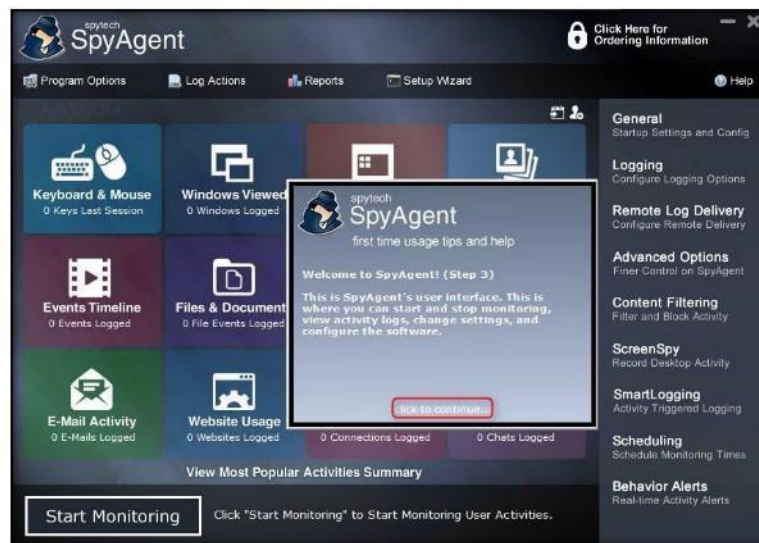 spytech
SpyAgent
Click Here for
Ordering Information
Program Options
Log Actions
Reports
Setup Wizard
Help
Keyboard & Mouse
0 Keys Last Session
Windows Viewed
0 Windows Logged
Events Timeline
0 Events Logged
Files & Document
0 File Events Logged
E-Mail Activity
0 E-Mails Logged
Website Usage
0 Websites Logged
0 Connections Logged
0 Chats Logged
spytech
SpyAgent
first time usage tips and help
Welcome to SpyAgent! (Step 3)
This is SpyAgent's user interface. This is
where you can start and stop monitoring,
view activity logs, change settings, and
configure the software.
click to continue...
View Most Popular Activities Summary
Start Monitoring
Click "Start Monitoring" to Start Monitoring User Activities.
General
Startup Settings and Config
Logging
Configure Logging Options
Remote Log Delivery
Configure Remote Delivery
Advanced Options
Finer Control on SpyAgent
Content Filtering
Filter and Block Activity
ScreenSpy
Record Desktop Activity
SmartLogging
Activity Triggered Logging
Scheduling
Schedule Monitoring Times
Behavior Alerts
Real-time Activity Alerts